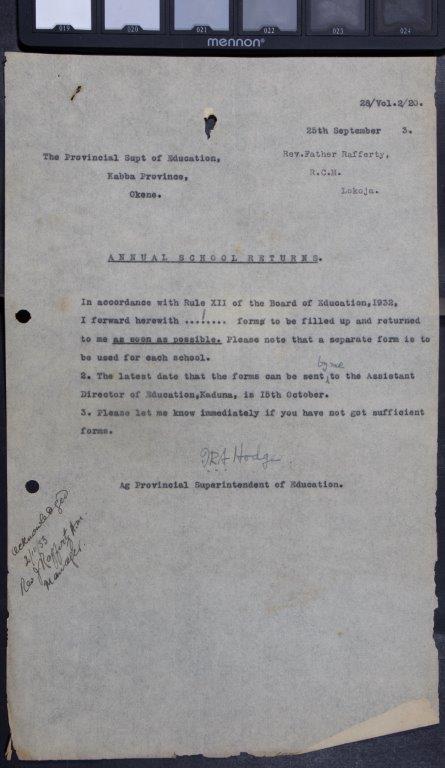 019 020 021 022 023 024
mennon
28/Vol.2/20.
25th September 3.
The Provincial Supt of Education,
Kabba Province,
Okene.
Rev.Father Rafferty,
R.C.M.
Lokoja.
ANNUAL SCHOOL RETURNS.
In accordance with Rule XII of the Board of Education,1932,
I forward herewith ...!.... forms to be filled up and returned
to me as soon as possible. Please note that a separate form is to
be used for each school.
by me
2. The latest date that the forms can be sent to the Assistant
Director of Education,Kaduna, is 15th October.
3. Please let me know immediately if you have not got sufficient
forms.
Hodge
Ag Provincial Superintendent of Education.
Acknowledged
2/10/33
Rev J Rafferty
Manager.